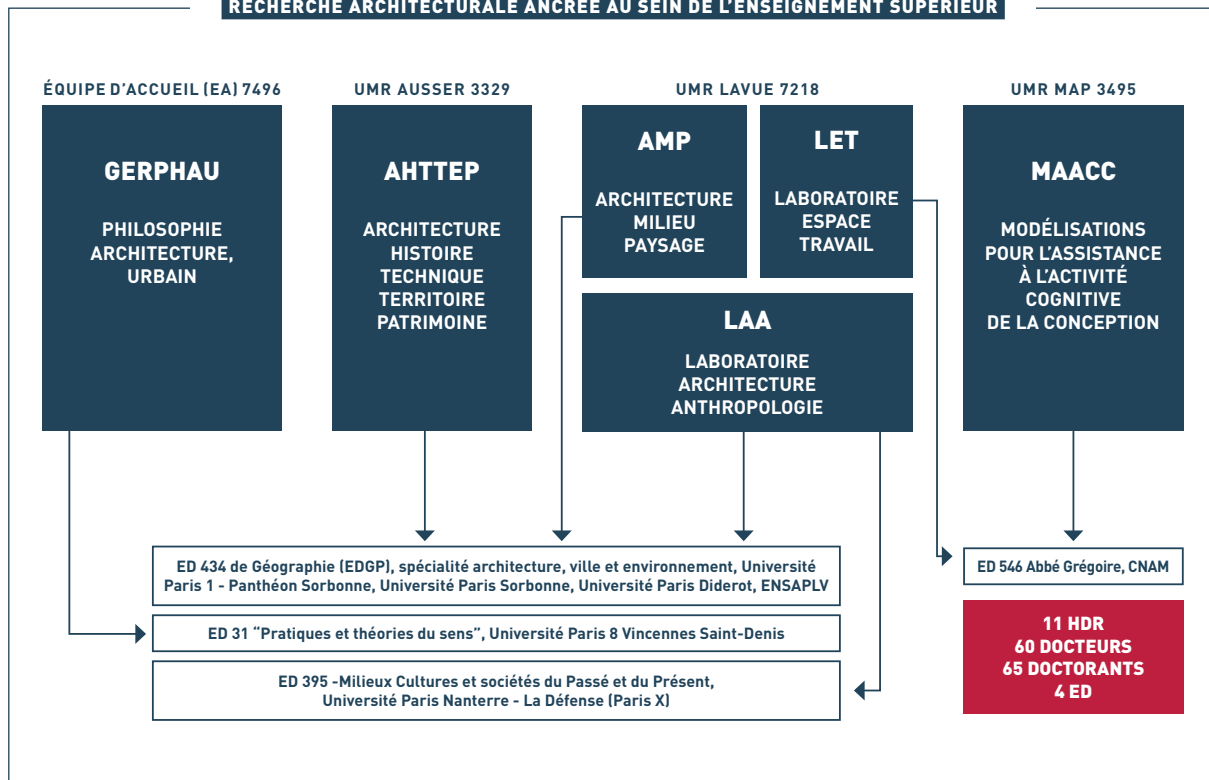 RECHERCHE ARCHITECTURALE ANCRÉE AU SEIN DE L'ENSEIGNEMENT SUPÉRIEUR
ÉQUIPE D'ACCUEIL (EA) 7496
GERPHAU
PHILOSOPHIE
ARCHITECTURE,
URBAIN
UMR AUSSER 3329
AHTTEP
ARCHITECTURE
HISTOIRE
TECHNIQUE
TERRITOIRE
PATRIMOINE
UMR LAVUE 7218
AMP
ARCHITECTURE
MILIEU
PAYSAGE
LET
LABORATOIRE
ESPACE
TRAVAIL
LAA
LABORATOIRE
ARCHITECTURE
ANTHROPOLOGIE
UMR MAP 3495
MAACC
MODÉLISATIONS
POUR L'ASSISTANCE
À L'ACTIVITÉ
COGNITIVE
DE LA CONCEPTION
ED 434 de Géographie (EDGP), spécialité architecture, ville et environnement, Université
Paris 1 - Panthéon Sorbonne, Université Paris Sorbonne, Université Paris Diderot, ENSAPLV
ED 31 “Pratiques et théories du sens”, Université Paris 8 Vincennes Saint-Denis
ED 395 -Milieux Cultures et sociétés du Passé et du Présent,
Université Paris Nanterre - La Défense (Paris X)
ED 546 Abbé Grégoire, CNAM
11 HDR
60 DOCTEURS
65 DOCTORANTS
4 ED